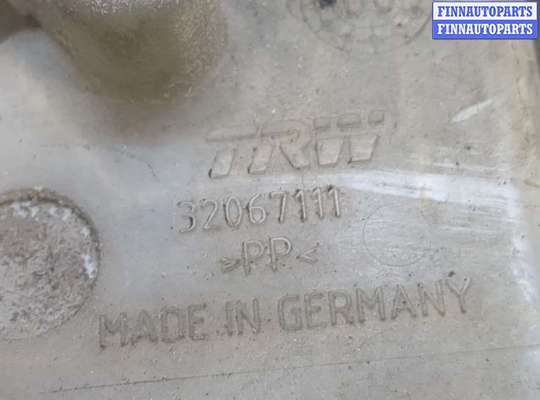 FINNAUTOPARTS
FINNAUTOPARTS
TRW
32067111
>PP<
MADE IN GERMANY